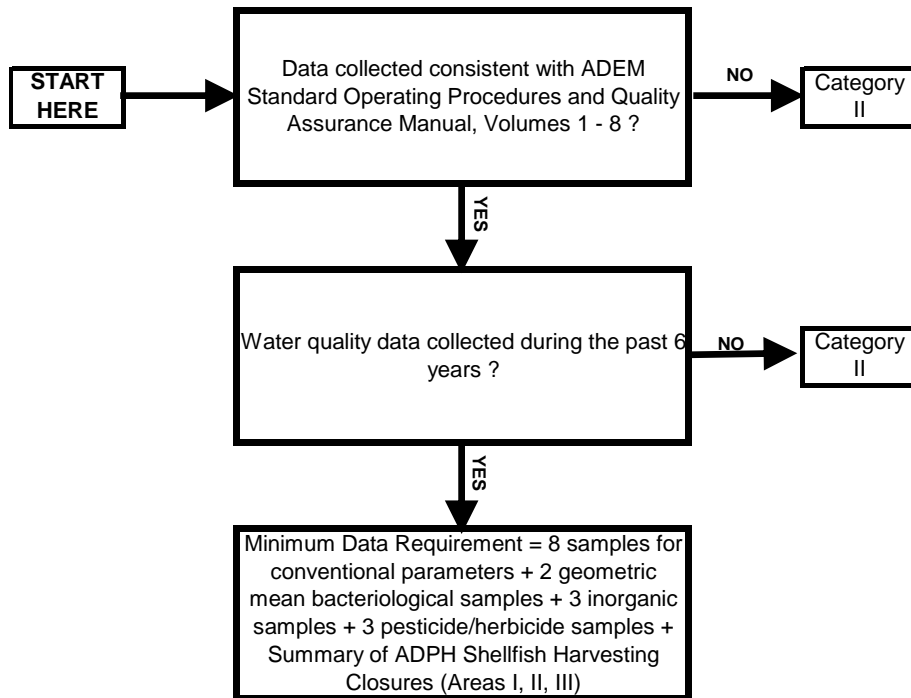 START
HERE
Data collected consistent with ADEM
Standard Operating Procedures and Quality
Assurance Manual, Volumes 1 - 8 ?
NO
Category
II
YES
Water quality data collected during the past 6
years ?
NO
Category
II
YES
Minimum Data Requirement = 8 samples for
conventional parameters + 2 geometric
mean bacteriological samples + 3 inorganic
samples + 3 pesticide/herbicide samples +
Summary of ADPH Shellfish Harvesting
Closures (Areas I, II, III)